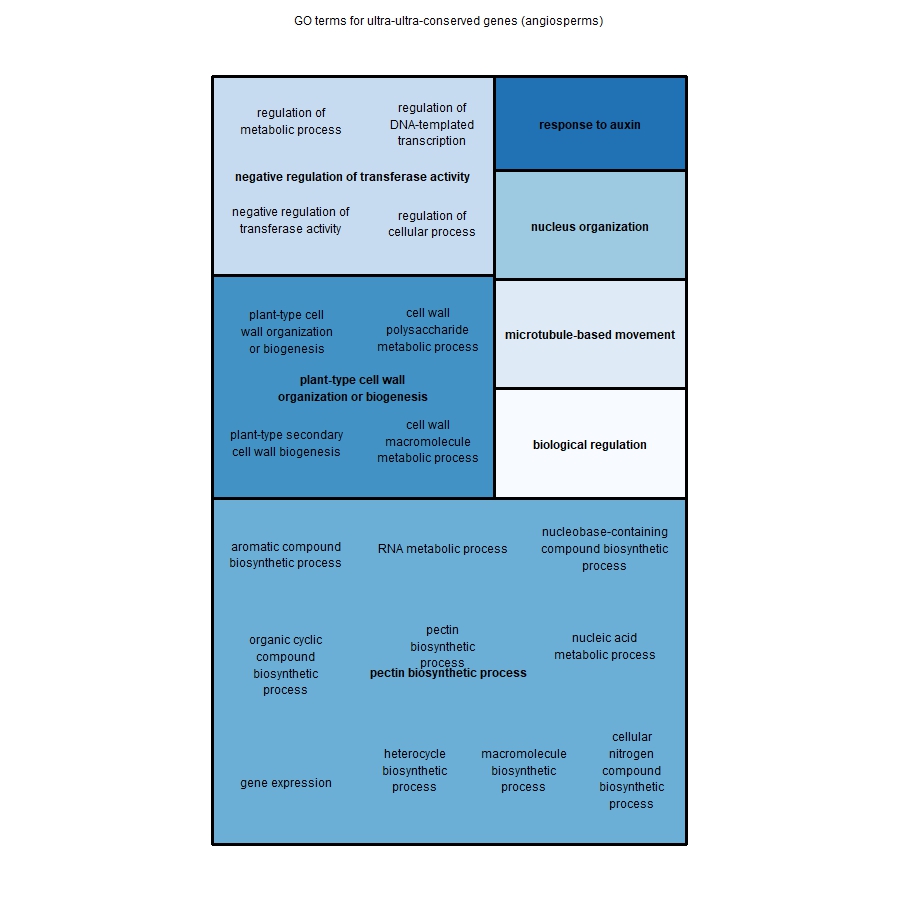 GO terms for ultra-ultra-conserved genes (angiosperms)
regulation of
metabolic process
regulation of
DNA-templated
transcription
negative regulation of transferase activity
negative regulation of
transferase activity
regulation of
cellular process
response to auxin
nucleus organization
microtubule-based movement
biological regulation
plant-type cell
wall organization
or biogenesis
cell wall
polysaccharide
metabolic process
plant-type cell wall
organization or biogenesis
plant-type secondary
cell wall biogenesis
cell wall
macromolecule
metabolic process
aromatic compound
biosynthetic process
RNA metabolic process
nucleobase-containing
compound biosynthetic
process
organic cyclic
compound
biosynthetic
process
pectin
biosynthetic
process
pectin biosynthetic process
nucleic acid
metabolic process
gene expression
heterocycle
biosynthetic
process
macromolecule
biosynthetic
process
cellular
nitrogen
compound
biosynthetic
process